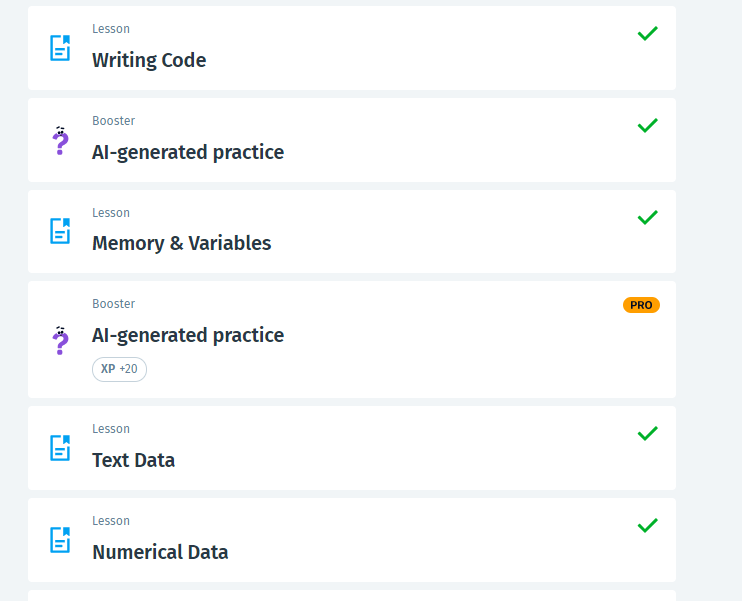 Lesson
Writing Code
Booster
AI-generated practice
Lesson
Memory & Variables
Booster
PRO
AI-generated practice
XP +20
Lesson
Text Data
Lesson
Numerical Data